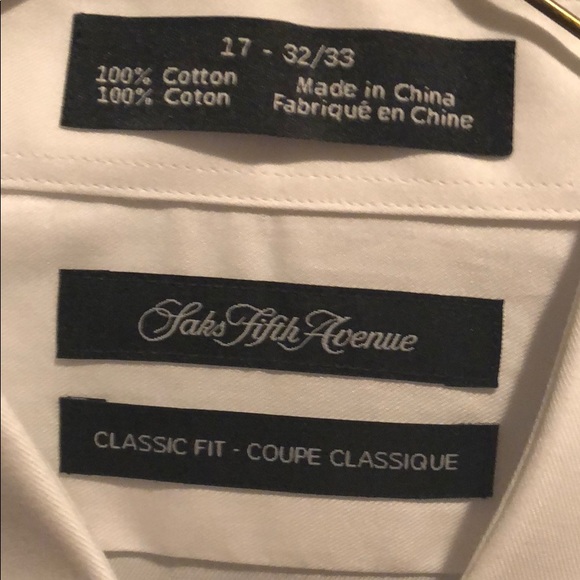 17 - 32/33
100% Cotton
100% Coton
Made in China
Fabriqué en Chine
Saks Fifth Avenue
CLASSIC FIT - COUPE CLASSIQUE